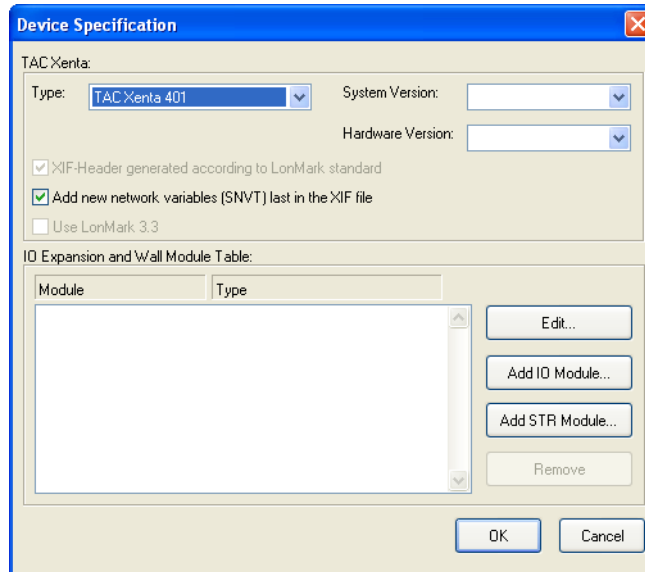 Device Specification
TAC Xenta:
Type: TAC Xenta 401 System Version:
Hardware Version:
XIF-Header generated according to LonMark standard
Add new network variables (SNVT) last in the XIF file
Use LonMark 3.3
IO Expansion and Wall Module Table:
Module Type
Edit...
Add IO Module...
Add STR Module...
Remove
OK Cancel